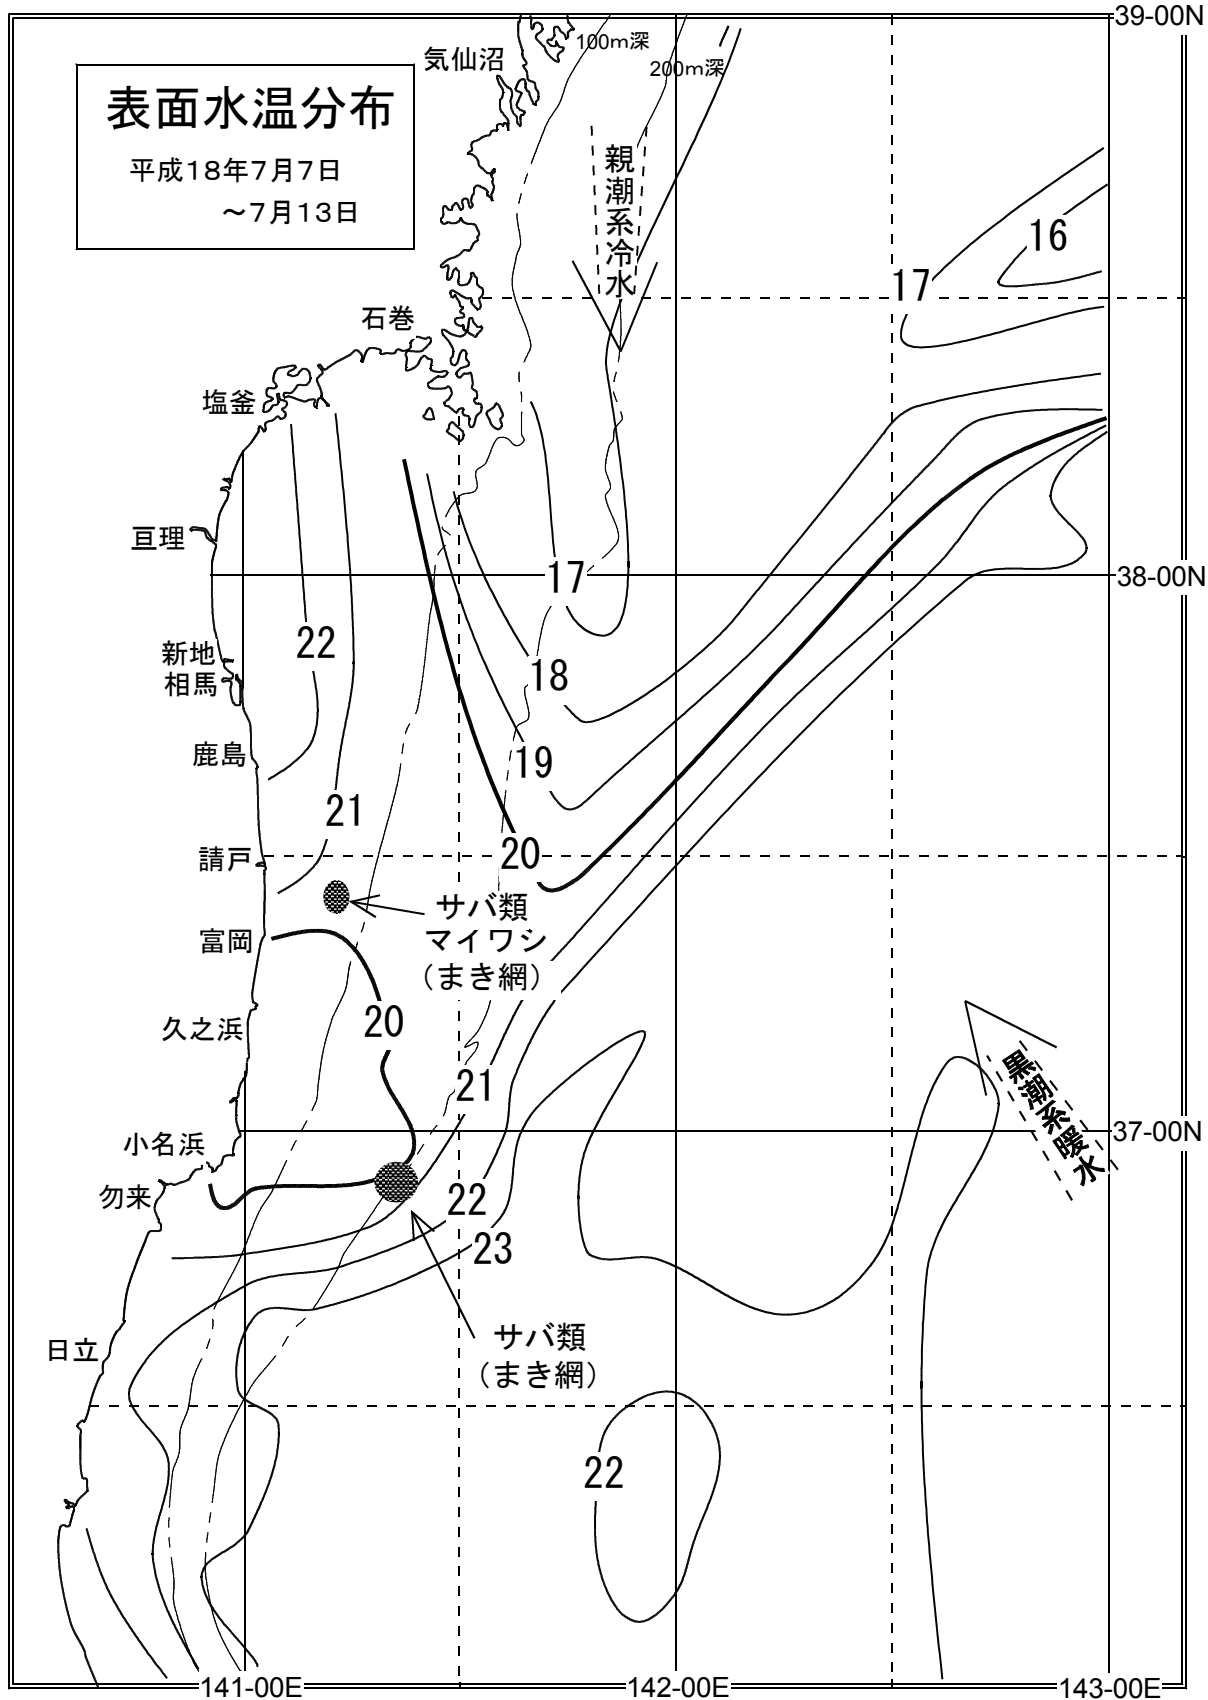 39-00N
100m深
気仙沼
200m深
表面水温分布
平成18年7月7日
～7月13日
親潮系冷水
16
17
石巻
塩釜
亘理
17
38-00N
22
新地
18
相馬
鹿島
19
21
請戸
20
サバ類
富岡
マイワシ
（まき網）
20
久之浜
黒潮系暖水
21
37-00N
小名浜
勿来
22
23
サバ類
日立
（まき網）
22
141-00E
142-00E
143-00E